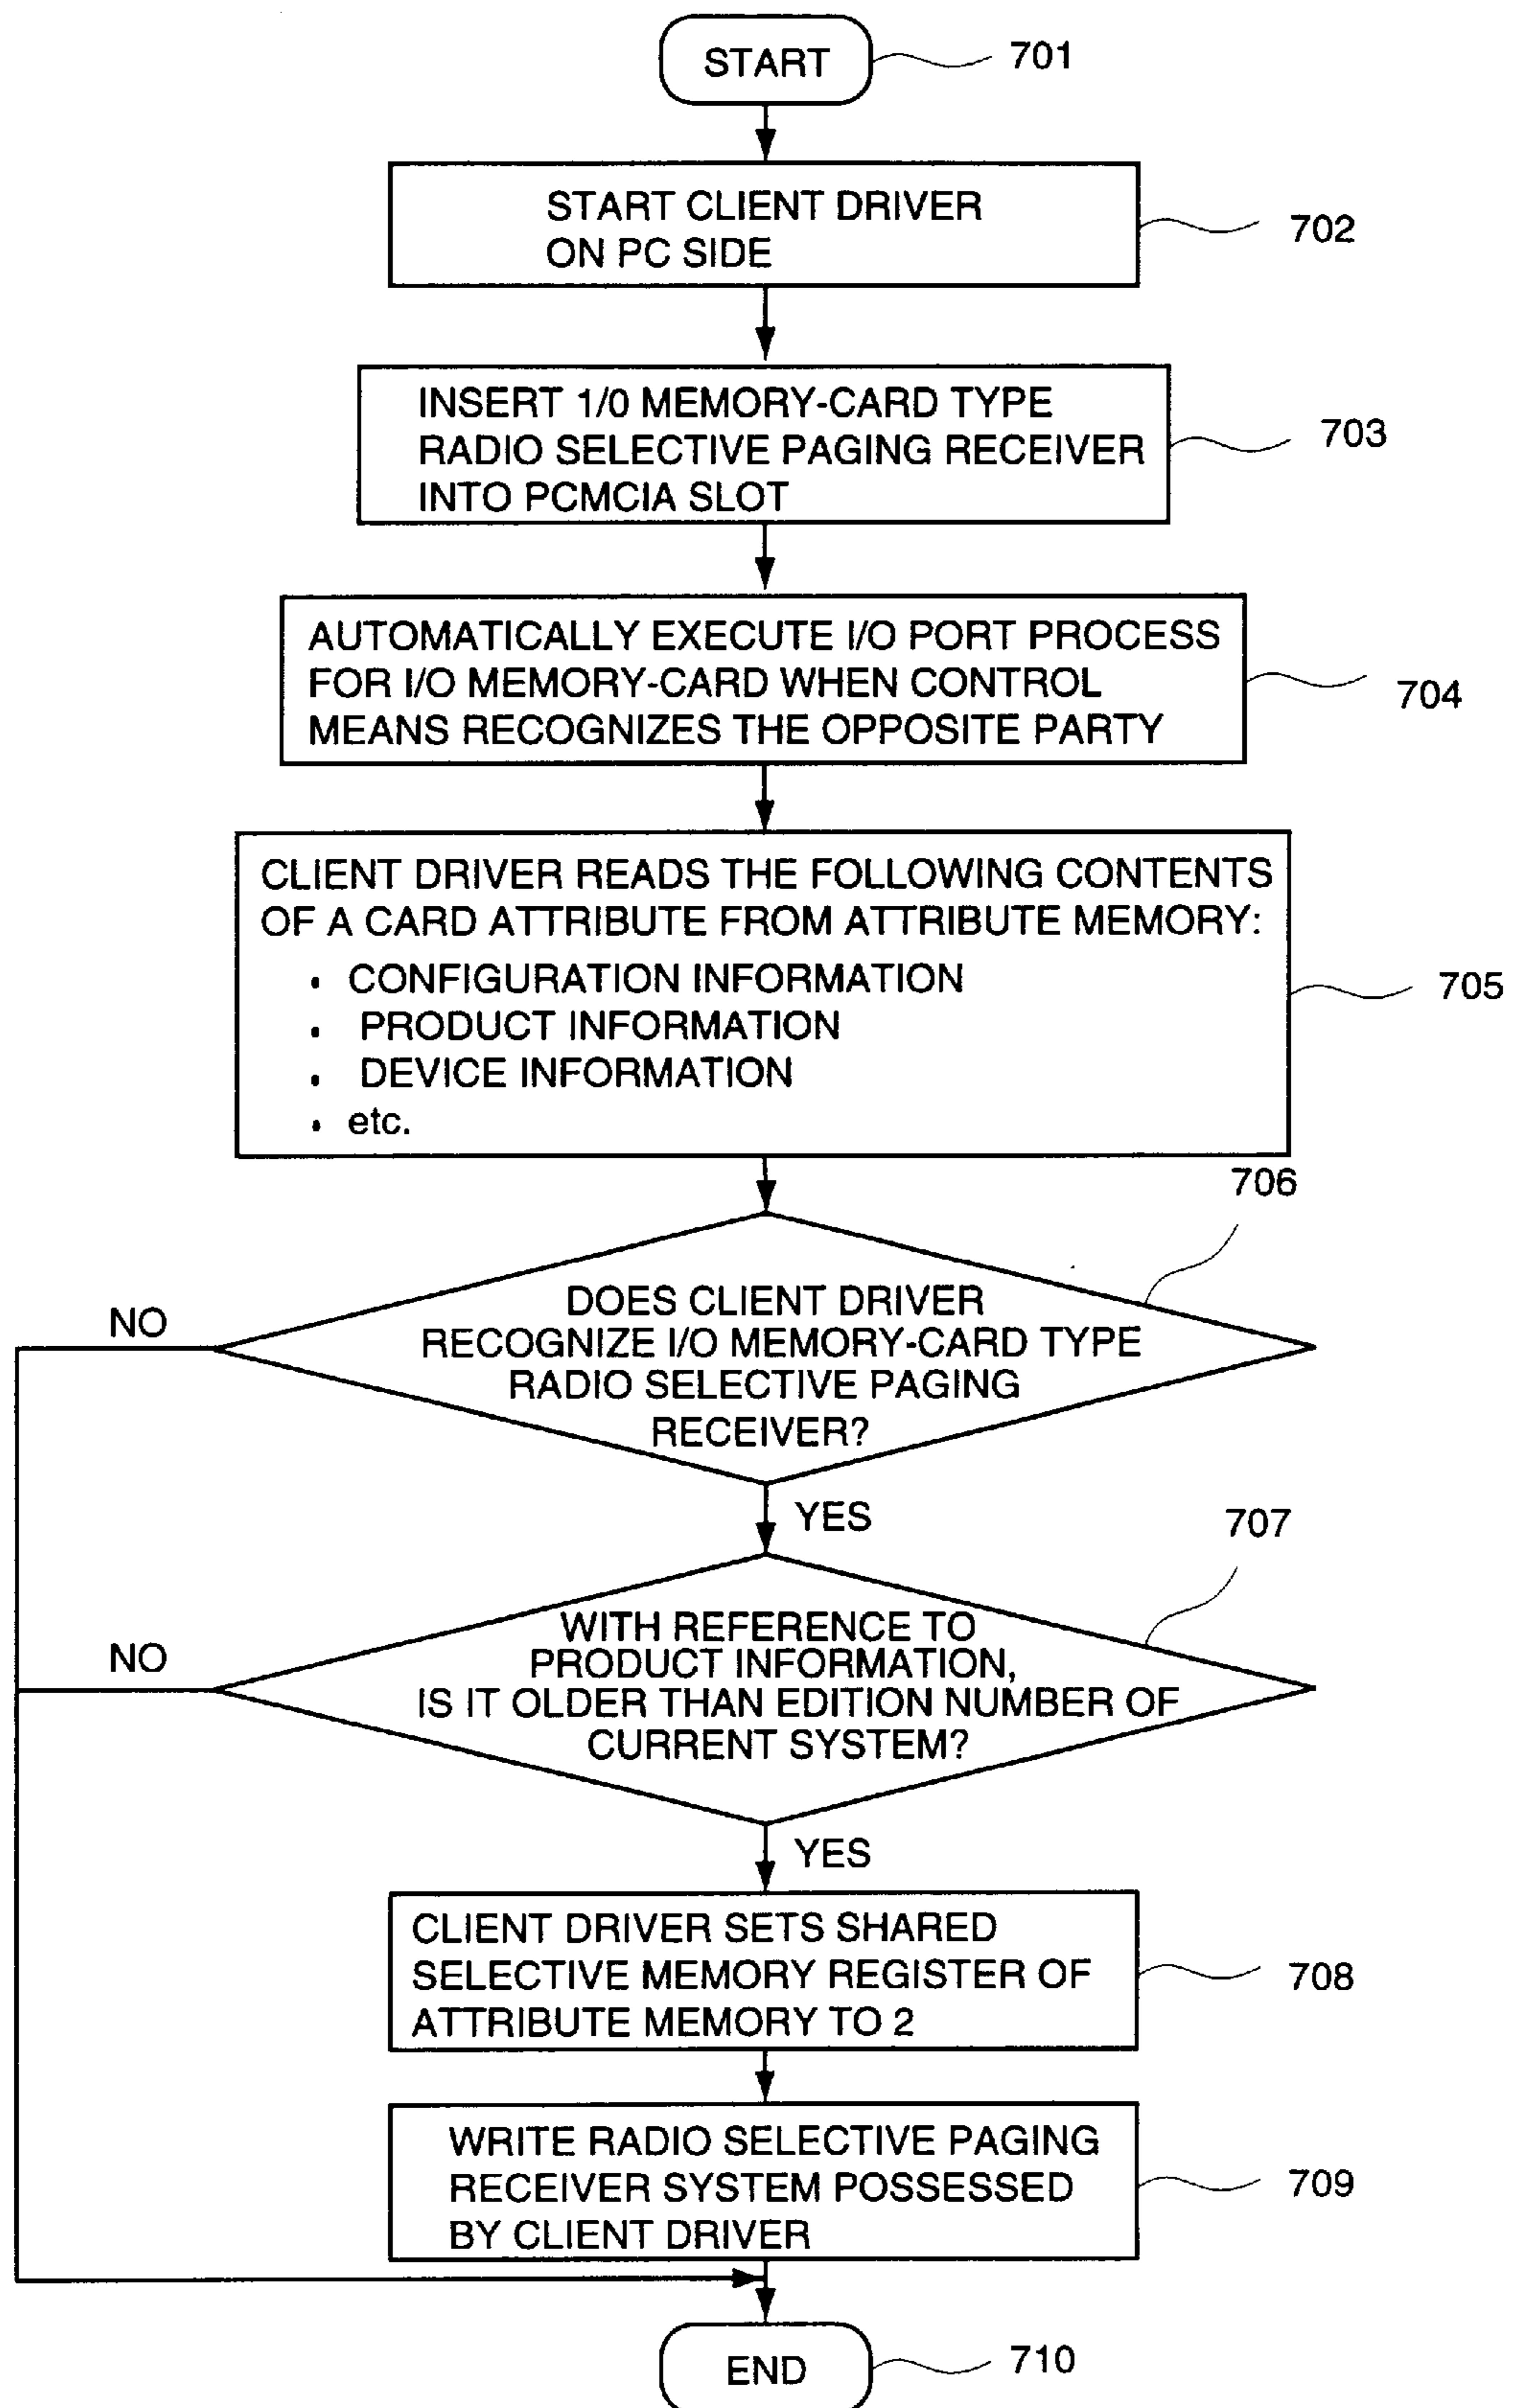 START
701
START CLIENT DRIVER
ON PC SIDE
702
INSERT 1/0 MEMORY-CARD TYPE
RADIO SELECTIVE PAGING RECEIVER
INTO PCMCIA SLOT
703
AUTOMATICALLY EXECUTE I/O PORT PROCESS
FOR I/O MEMORY-CARD WHEN CONTROL
MEANS RECOGNIZES THE OPPOSITE PARTY
704
CLIENT DRIVER READS THE FOLLOWING CONTENTS
OF A CARD ATTRIBUTE FROM ATTRIBUTE MEMORY:
• CONFIGURATION INFORMATION
• PRODUCT INFORMATION
• DEVICE INFORMATION
• etc.
705
706
DOES CLIENT DRIVER
RECOGNIZE I/O MEMORY-CARD TYPE
RADIO SELECTIVE PAGING
RECEIVER?
NO
YES
707
WITH REFERENCE TO
PRODUCT INFORMATION,
IS IT OLDER THAN EDITION NUMBER OF
CURRENT SYSTEM?
NO
YES
CLIENT DRIVER SETS SHARED
SELECTIVE MEMORY REGISTER OF
ATTRIBUTE MEMORY TO 2
708
WRITE RADIO SELECTIVE PAGING
RECEIVER SYSTEM POSSESSED
BY CLIENT DRIVER
709
END
710